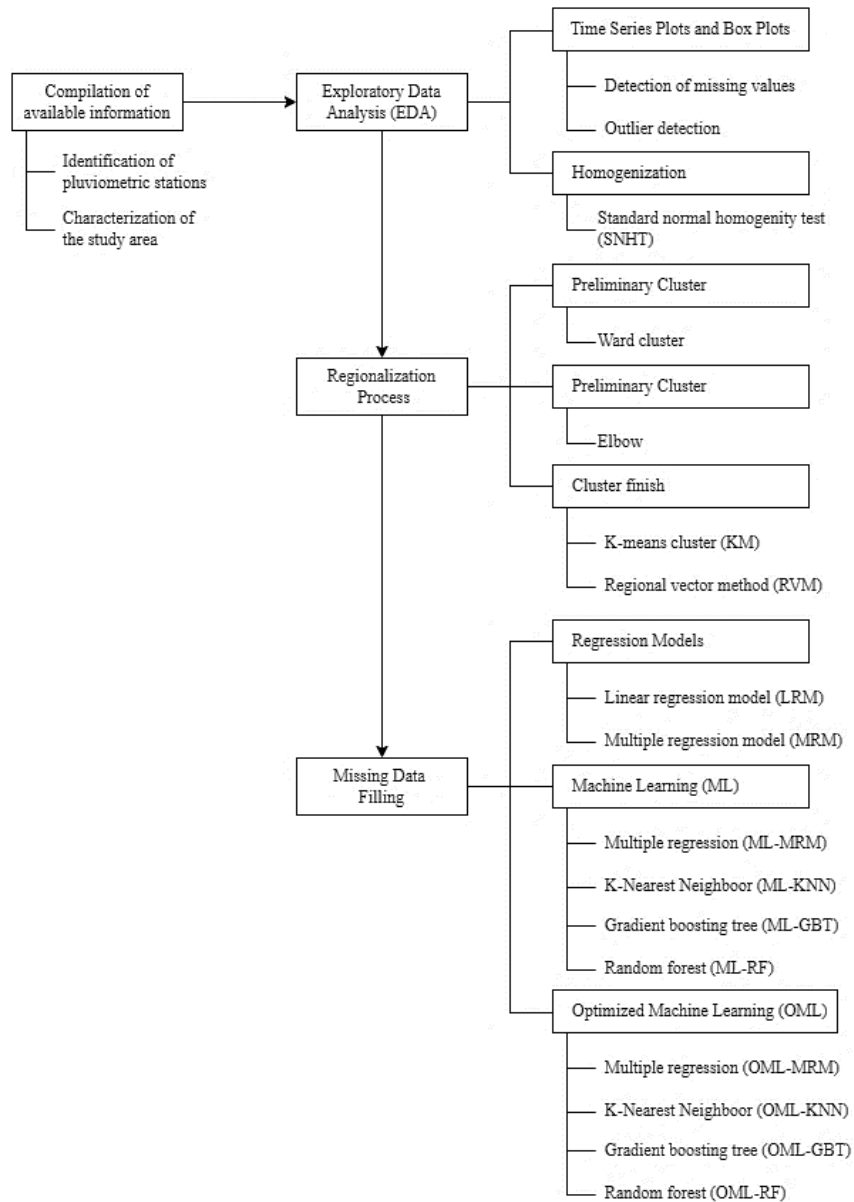 Compilation of
available information
Identification of
pluviometric stations
Characterization of
the study area
Exploratory Data
Analysis (EDA)
Time Series Plots and Box Plots
Detection of missing values
Outlier detection
Homogenization
Standard normal homogenity test
(SNHT)
Regionalization
Process
Preliminary Cluster
Ward cluster
Preliminary Cluster
Elbow
Cluster finish
K-means cluster (KM)
Regional vector method (RVM)
Missing Data
Filling
Regression Models
Linear regression model (LRM)
Multiple regression model (MRM)
Machine Learning (ML)
Multiple regression (ML-MRM)
K-Nearest Neighboor (ML-KNN)
Gradient boosting tree (ML-GBT)
Random forest (ML-RF)
Optimized Machine Learning (OML)
Multiple regression (OML-MRM)
K-Nearest Neighboor (OML-KNN)
Gradient boosting tree (OML-GBT)
Random forest (OML-RF)